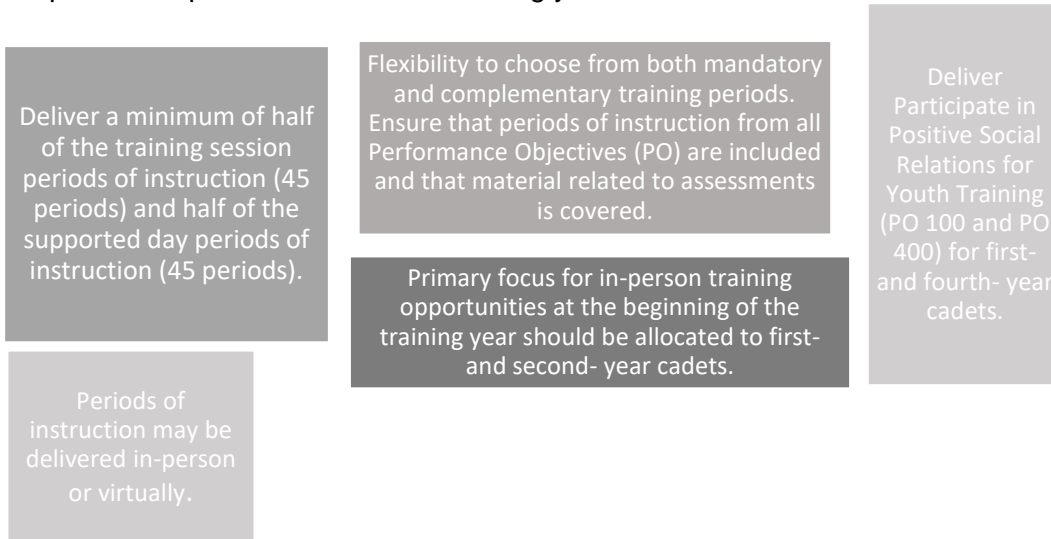 Deliver a minimum of half
of the training session
periods of instruction (45
periods) and half of the
supported day periods of
instruction (45 periods).
Flexibility to choose from both mandatory
and complementary training periods.
Ensure that periods of instruction from all
Performance Objectives (PO) are included
and that material related to assessments
is covered.
Primary focus for in-person training
opportunities at the beginning of the
training year should be allocated to first-
and second- year cadets.
Deliver
Participate in
Positive Social
Relations for
Youth Training
(PO 100 and PO
400) for first-
and fourth- year
cadets.
Periods of
instruction may be
delivered in-person
or virtually.